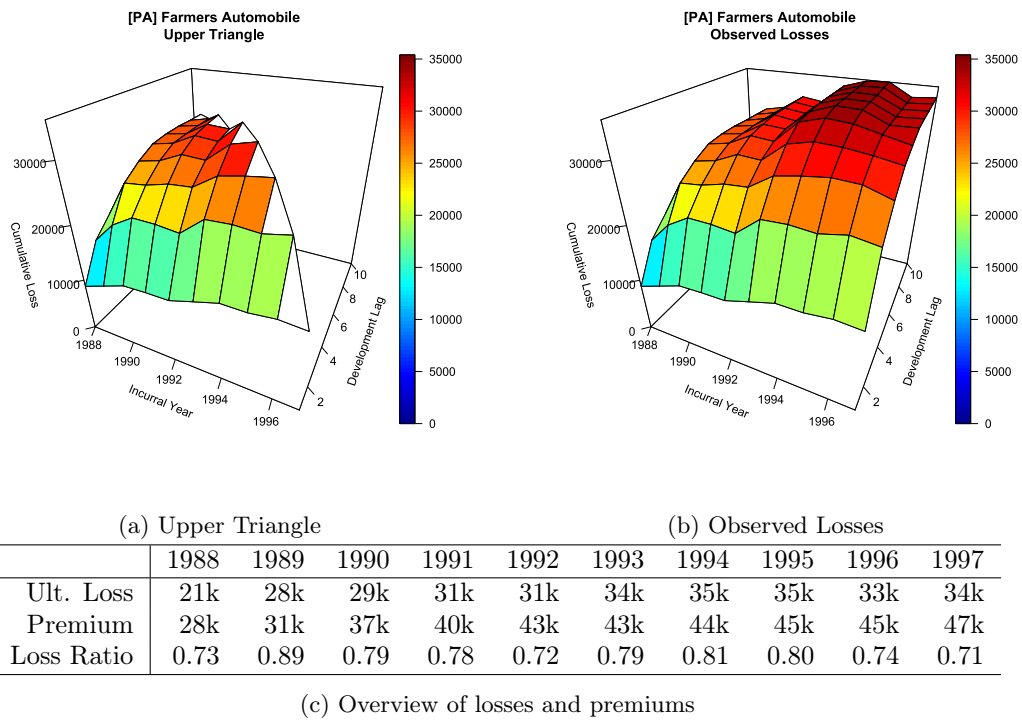 [PA] Farmers Automobile
Upper Triangle
30000
20000
10000
0
Cumulative Loss
1988
1990
1992
1994
1996
Incurral Year
2
4
6
8
10
Development Lag
35000
30000
25000
20000
15000
10000
5000
0
[PA] Farmers Automobile
Observed Losses
30000
20000
10000
0
Cumulative Loss
1988
1990
1992
1994
1996
Incurral Year
2
4
6
8
10
Development Lag
35000
30000
25000
20000
15000
10000
5000
0
(a) Upper Triangle
(b) Observed Losses
1988 1989 1990 1991 1992 1993 1994 1995 1996 1997
Ult. Loss 21k 28k 29k 31k 31k 34k 35k 35k 33k 34k
Premium 28k 31k 37k 40k 43k 43k 44k 45k 45k 47k
Loss Ratio 0.73 0.89 0.79 0.78 0.72 0.79 0.81 0.80 0.74 0.71
(c) Overview of losses and premiums